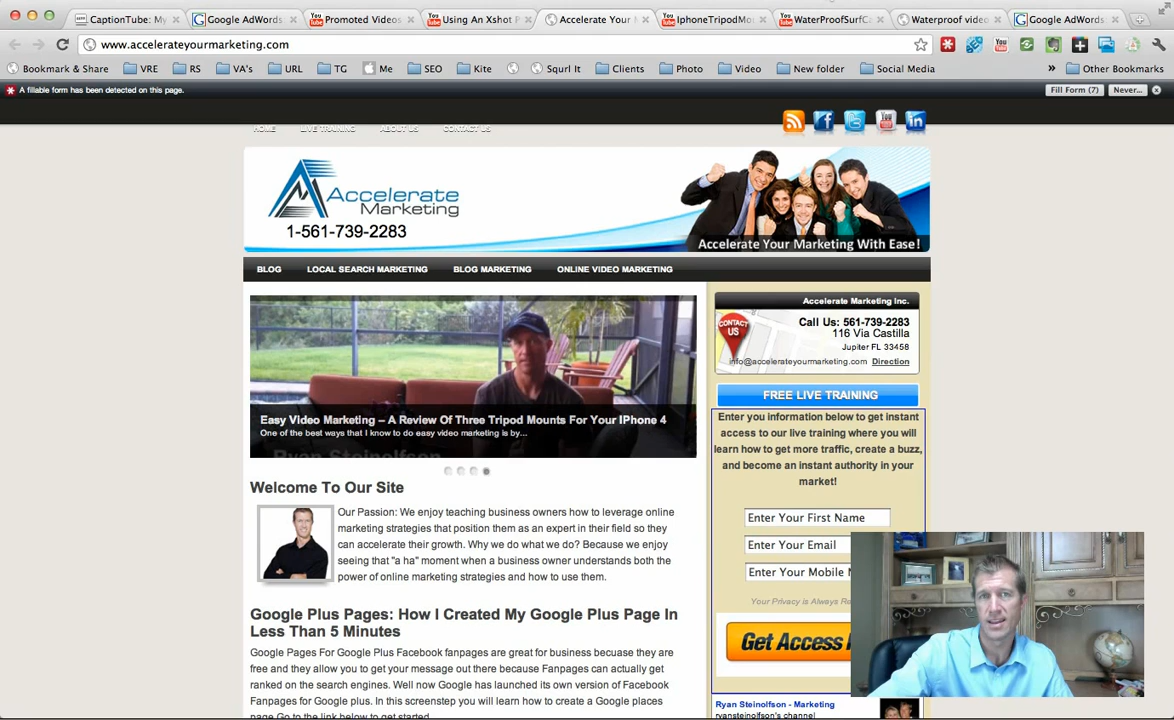 CaptionTube: My
Google AdWords:
Promoted Videos
Using An Xshot P
Accelerate Your M
IphoneTripodMo
WaterProofSurfCa
Waterproof video
Google AdWords:
www.accelerateyourmarketing.com
Bookmark & Share
VRE
RS
VA's
URL
TG
Me
SEO
Kite
Squrl It
Clients
Photo
Video
New folder
Social Media
»
Other Bookmarks
A fillable form has been detected on this page.
Fill Form (7)
Never...
HOME
LIVE TRAINING
ABOUT US
CONTACT US
Accelerate
Marketing
1-561-739-2283
Accelerate Your Marketing With Ease!
BLOG
LOCAL SEARCH MARKETING
BLOG MARKETING
ONLINE VIDEO MARKETING
Easy Video Marketing – A Review Of Three Tripod Mounts For Your IPhone 4
One of the best ways that I know to do easy video marketing is by...
Ryan Steinolfson
Welcome To Our Site
Our Passion: We enjoy teaching business owners how to leverage online
marketing strategies that position them as an expert in their field so they
can accelerate their growth. Why we do what we do? Because we enjoy
seeing that "a ha" moment when a business owner understands both the
power of online marketing strategies and how to use them.
Google Plus Pages: How I Created My Google Plus Page In
Less Than 5 Minutes
Google Pages For Google Plus Facebook fanpages are great for business becuase they are
free and they allow you to get your message out there because Fanpages can actually get
ranked on the search engines. Well now Google has launched its own version of Facebook
Fanpages for Google plus. In this screenstep you will learn how to create a Google places
page Go to the link below to get started
Accelerate Marketing Inc.
CONTACT
US
Call Us: 561-739-2283
116 Via Castilla
Jupiter FL 33458
info@accelerateyourmarketing.com Direction
FREE LIVE TRAINING
Enter you information below to get instant
access to our live training where you will
learn how to get more traffic, create a buzz,
and become an instant authority in your
market!
Enter Your First Name
Enter Your Email
Enter Your Mobile
Your Privacy is Always Re
Get Access
Ryan Steinolfson - Marketing
ryansteinolfson's channel